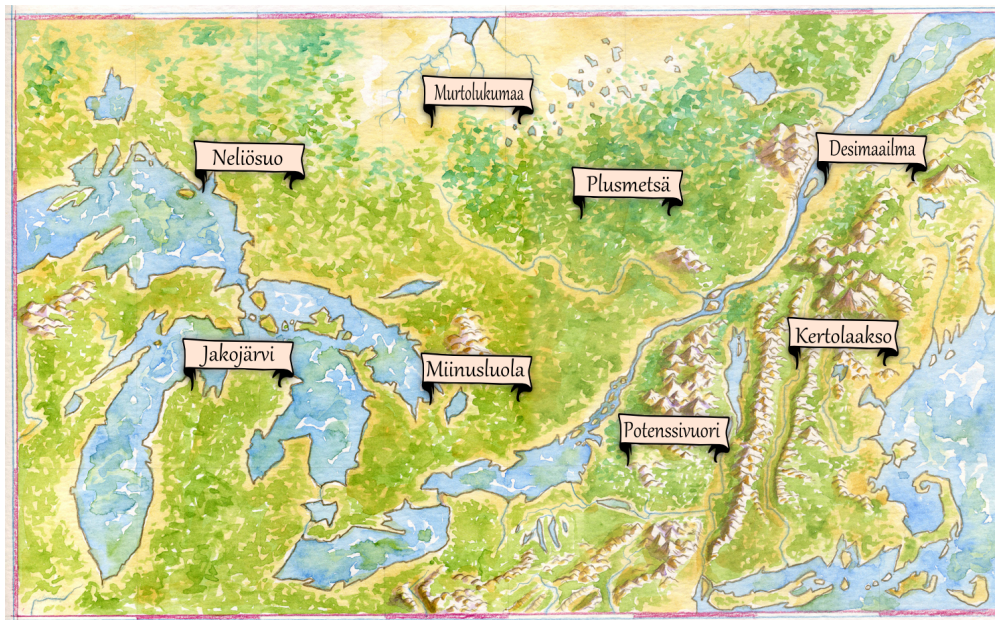 Murtolukumaa
Neliösuo
Desimaailma
Plusmetsä
Jakojärvi
Miinusluola
Kertolaakso
Potenssivuori